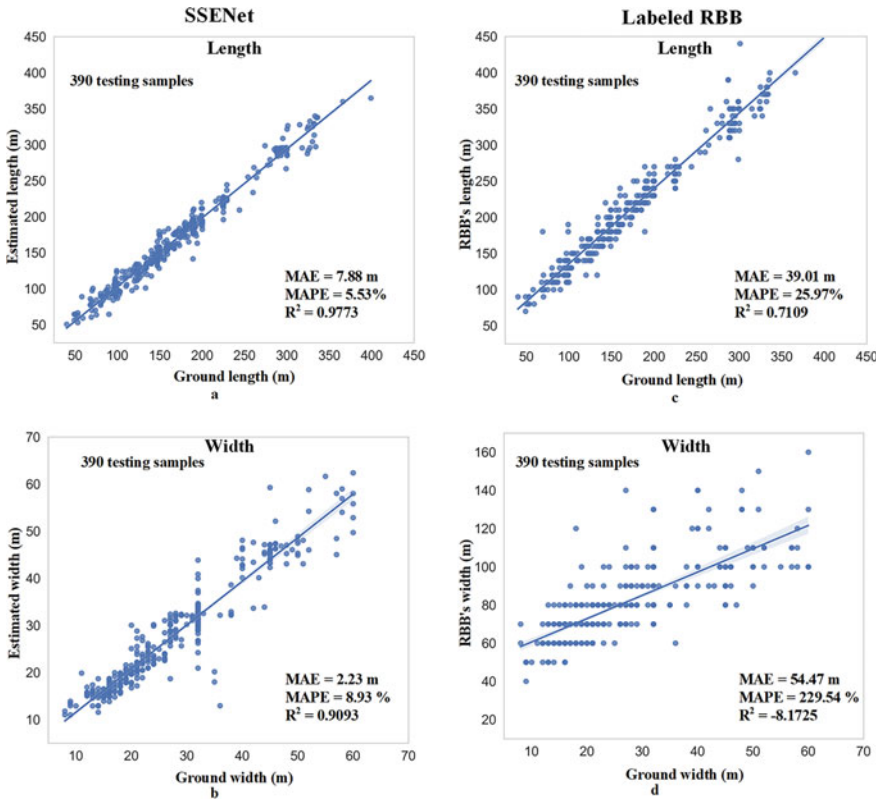 SSENet
Labeled RBB
Length
390 testing samples
Estimated length (m)
450
400
350
300
250
200
150
100
50
MAE = 7.88 m
MAPE = 5.53%
R² = 0.9773
50 100 150 200 250 300 350 400 450
Ground length (m)
a
Length
390 testing samples
RBB's length (m)
450
400
350
300
250
200
150
100
50
MAE = 39.01 m
MAPE = 25.97%
R² = 0.7109
50 100 150 200 250 300 350 400 450
Ground length (m)
c
Width
390 testing samples
Estimated width (m)
70
60
50
40
30
20
10
MAE = 2.23 m
MAPE = 8.93 %
R² = 0.9093
10 20 30 40 50 60 70
Ground width (m)
b
Width
390 testing samples
RBB's width (m)
160
140
120
100
80
60
40
20
MAE = 54.47 m
MAPE = 229.54 %
R² = -8.1725
10 20 30 40 50 60 70
Ground width (m)
d